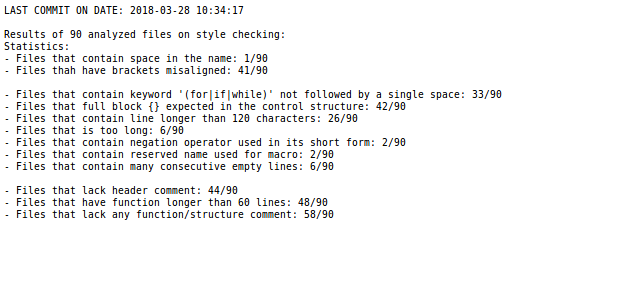 LAST COMMIT ON DATE: 2018-03-28 10:34:17
Results of 90 analyzed files on style checking:
Statistics:
- Files that contain space in the name: 1/90
- Files thah have brackets misaligned: 41/90
- Files that contain keyword '(for|if|while)' not followed by a single space: 33/90
- Files that full block {} expected in the control structure: 42/90
- Files that contain line longer than 120 characters: 26/90
- Files that is too long: 6/90
- Files that contain negation operator used in its short form: 2/90
- Files that contain reserved name used for macro: 2/90
- Files that contain many consecutive empty lines: 6/90
- Files that lack header comment: 44/90
- Files that have function longer than 60 lines: 48/90
- Files that lack any function/structure comment: 58/90